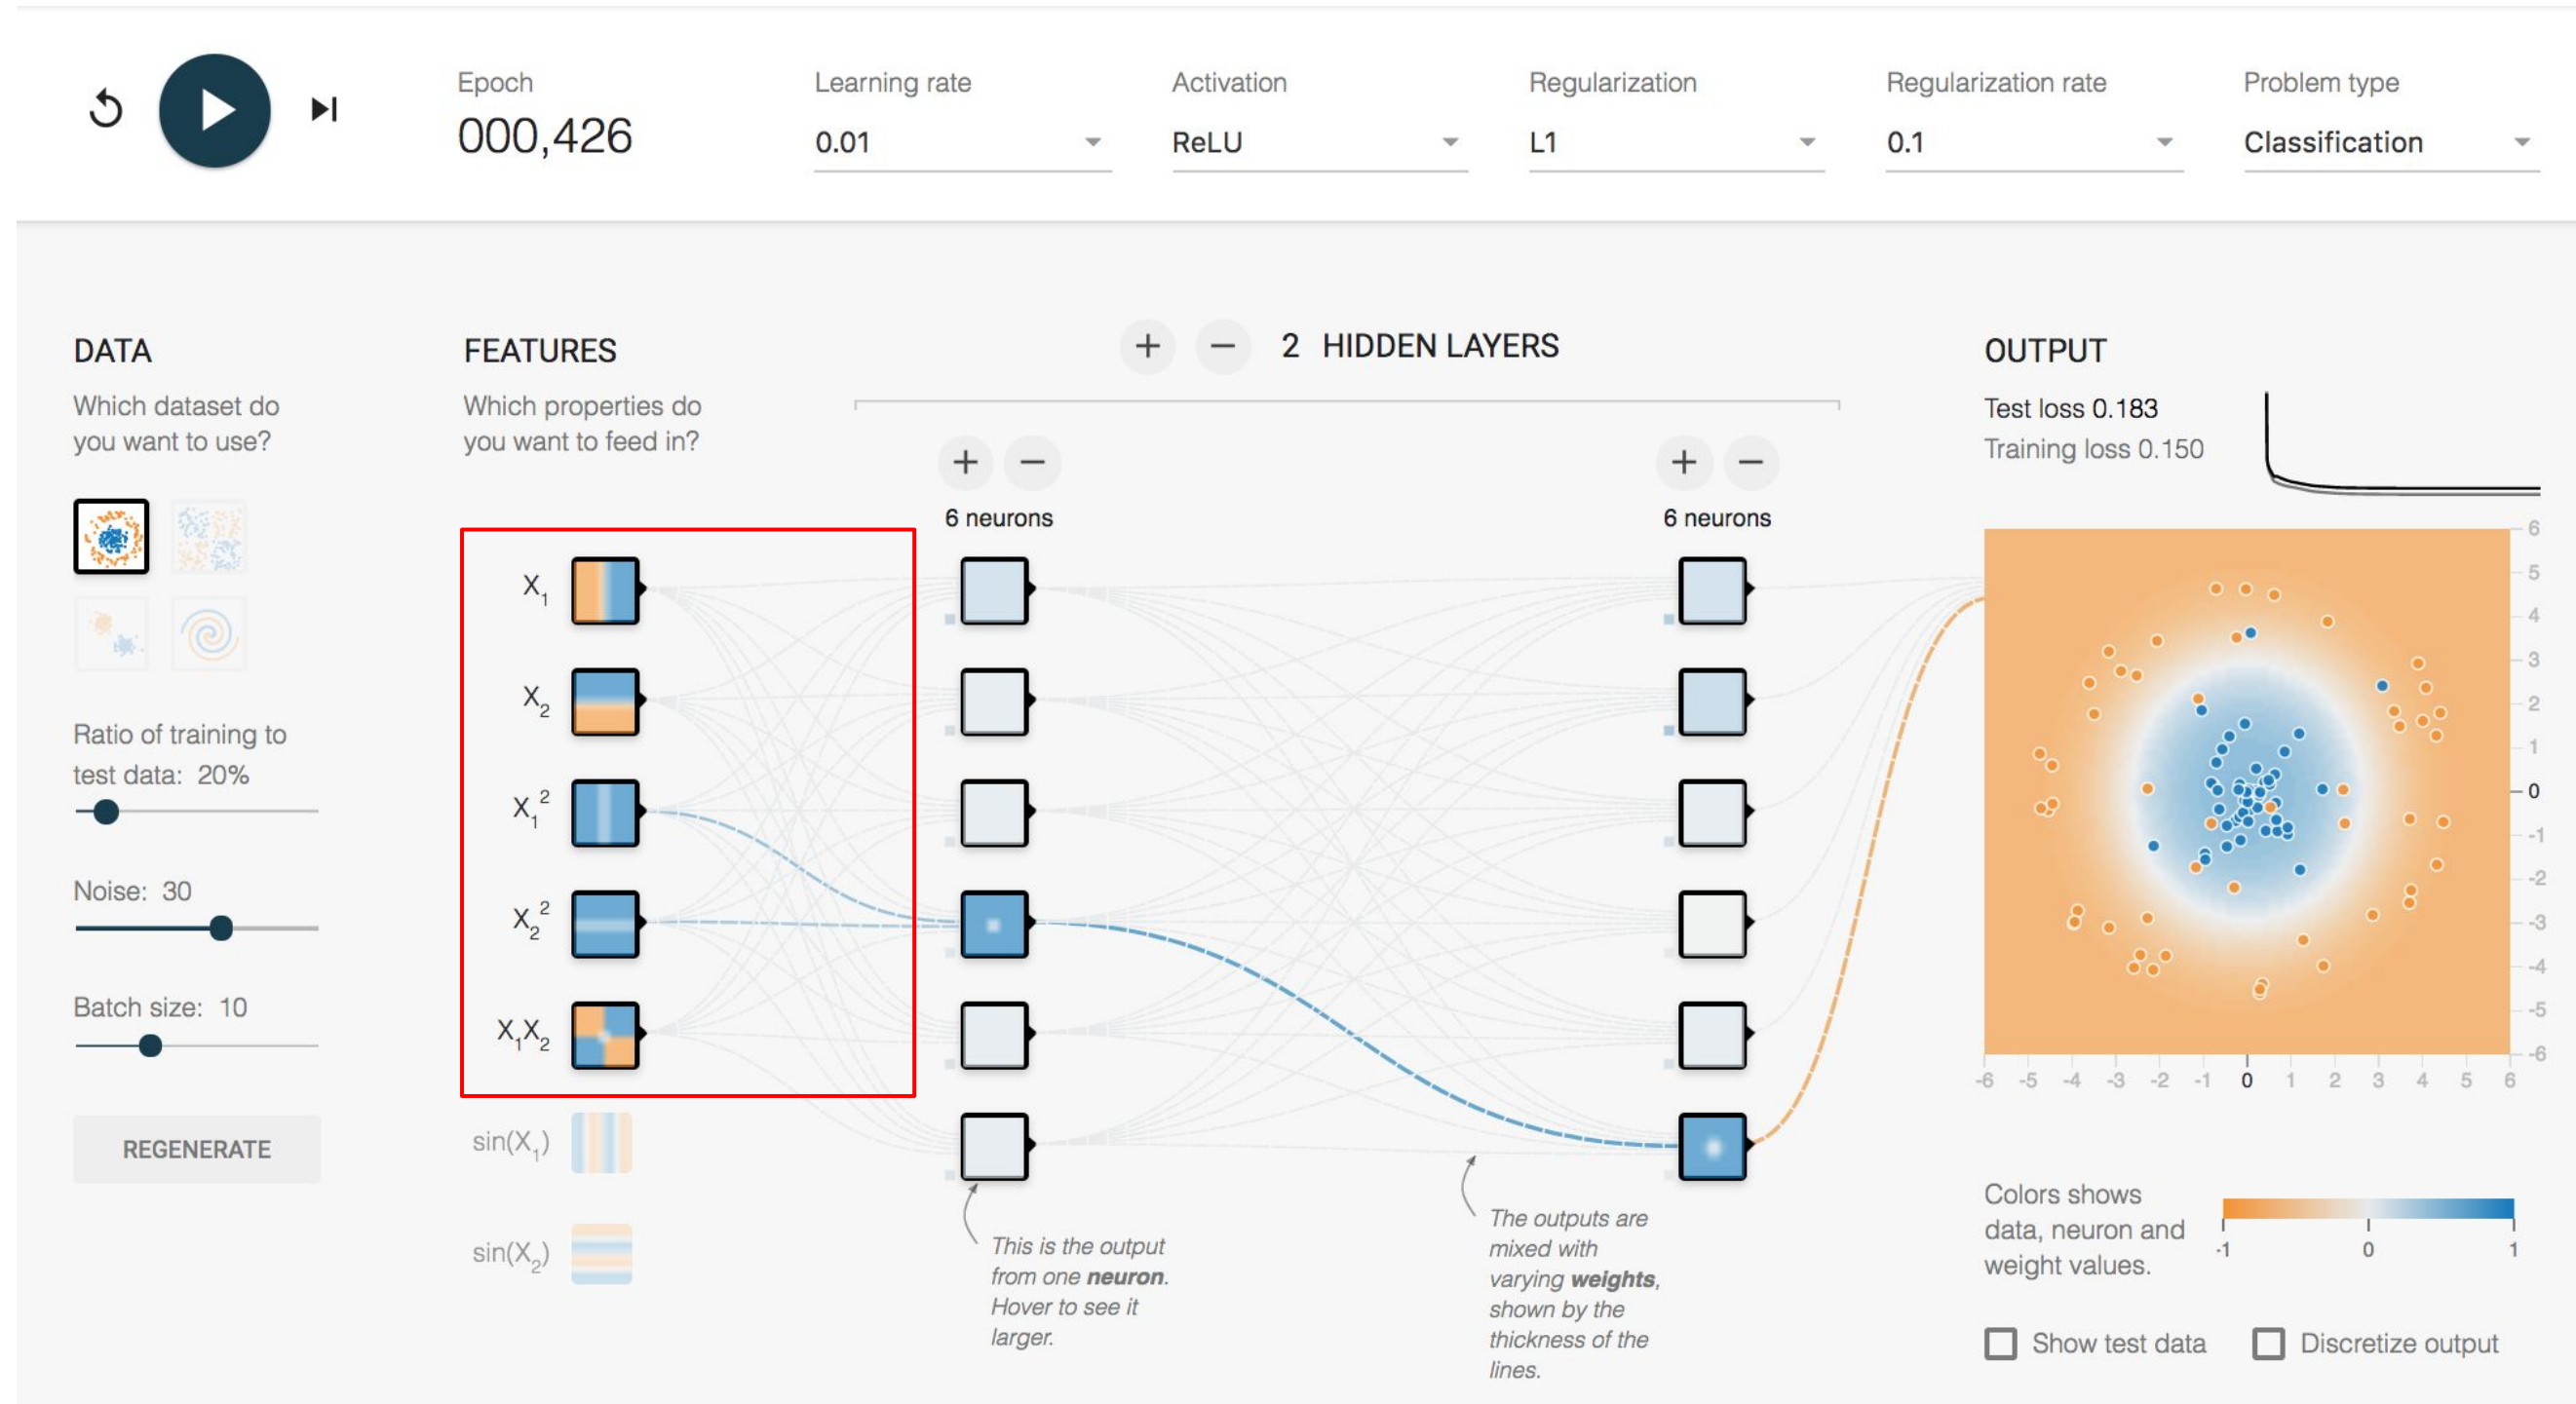 Epoch
000,426
Learning rate
0.01
Activation
ReLU
Regularization
L1
Regularization rate
0.1
Problem type
Classification
DATA
Which dataset do
you want to use?
Ratio of training to
test data: 20%
Noise: 30
Batch size: 10
REGENERATE
FEATURES
Which properties do
you want to feed in?
X₁
X₂
X₁²
X₂²
X₁X₂
sin(X₁)
sin(X₂)
+ − 2 HIDDEN LAYERS
+ −
6 neurons
+ −
6 neurons
This is the output
from one neuron.
Hover to see it
larger.
The outputs are
mixed with
varying weights,
shown by the
thickness of the
lines.
OUTPUT
Test loss 0.183
Training loss 0.150
6
5
4
3
2
1
0
-1
-2
-3
-4
-5
-6
-6 -5 -4 -3 -2 -1 0 1 2 3 4 5 6
Colors shows
data, neuron and
weight values.
-1 0 1
Show test data
Discretize output